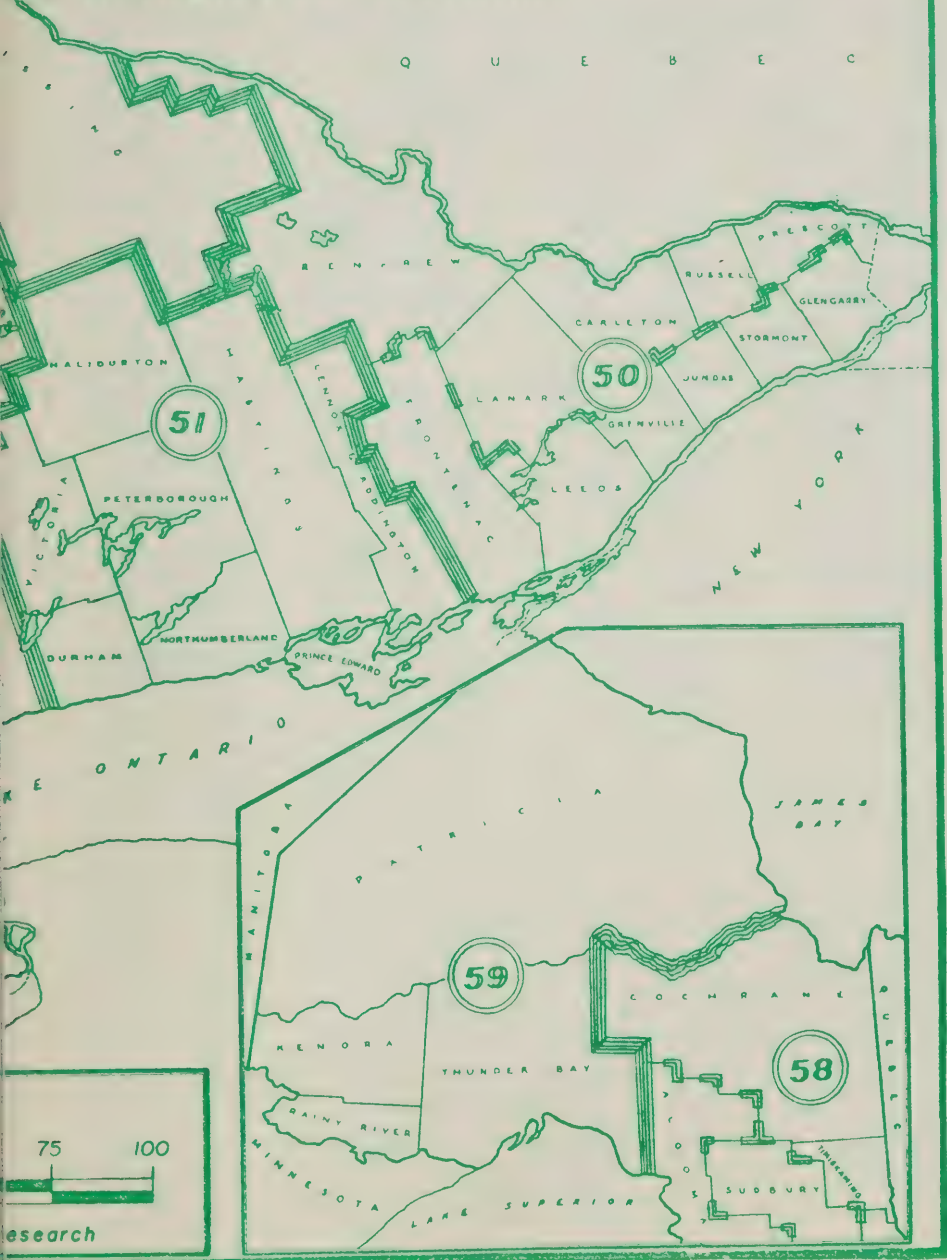 QUEBEC
RENFREW
PRESCOTT
RUSSELL
GLENGARRY
CARLETON
STORMONT
HALIBURTON
50
DUNDAS
LANARK
51
GRENVILLE
HASTINGS
LENNOX & ADDINGTON
FRONTENAC
LEEDS
PETERBOROUGH
VICTORIA
NEW YORK
NORTHUMBERLAND
DURHAM
PRINCE EDWARD
KE ONTARIO
JAMES
BAY
PATRICIA
MANITOBA
59
COCHRANE
QUEBEC
KENORA
THUNDER BAY
58
ALGOMA
RAINY RIVER
TIMISKAMING
SUDBURY
MINNESOTA
LAKE SUPERIOR
75 100
esearch